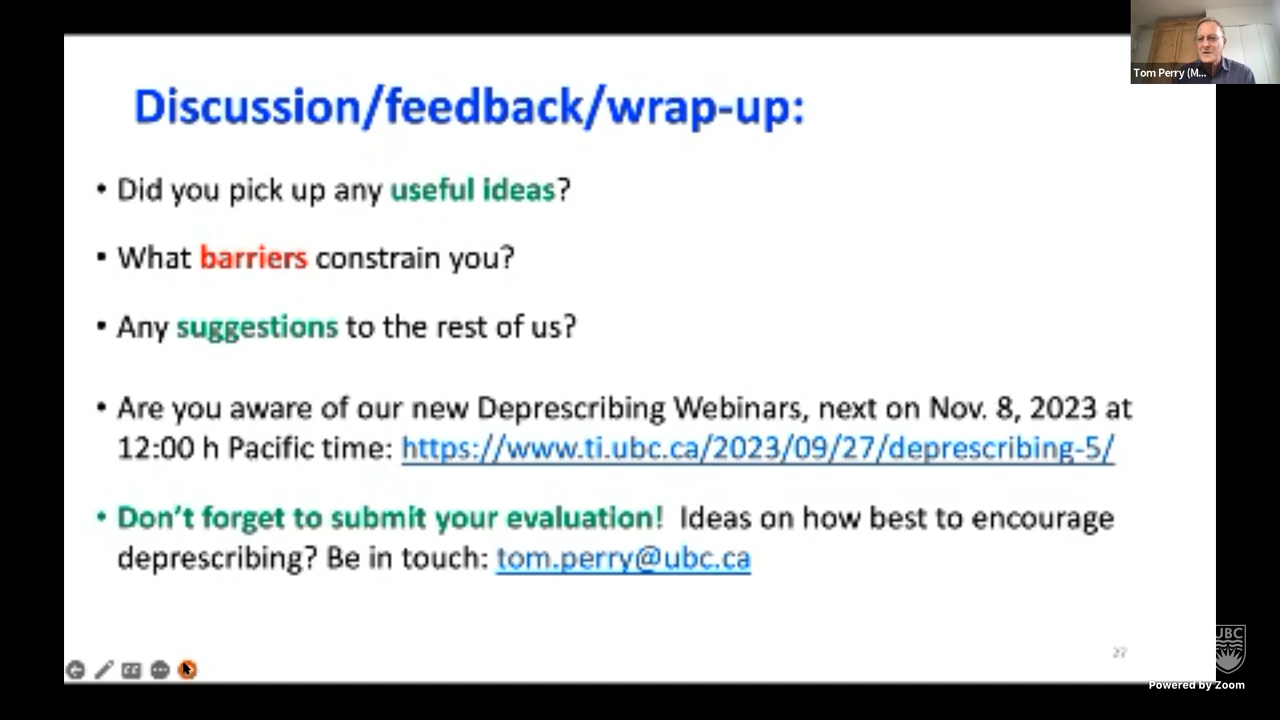 Tom Perry (M...
Discussion/feedback/wrap-up:
• Did you pick up any useful ideas?
• What barriers constrain you?
• Any suggestions to the rest of us?
• Are you aware of our new Deprescribing Webinars, next on Nov. 8, 2023 at
12:00 h Pacific time: https://www.ti.ubc.ca/2023/09/27/deprescribing-5/
• Don't forget to submit your evaluation!  Ideas on how best to encourage
deprescribing? Be in touch: tom.perry@ubc.ca
27
UBC
Powered by Zoom